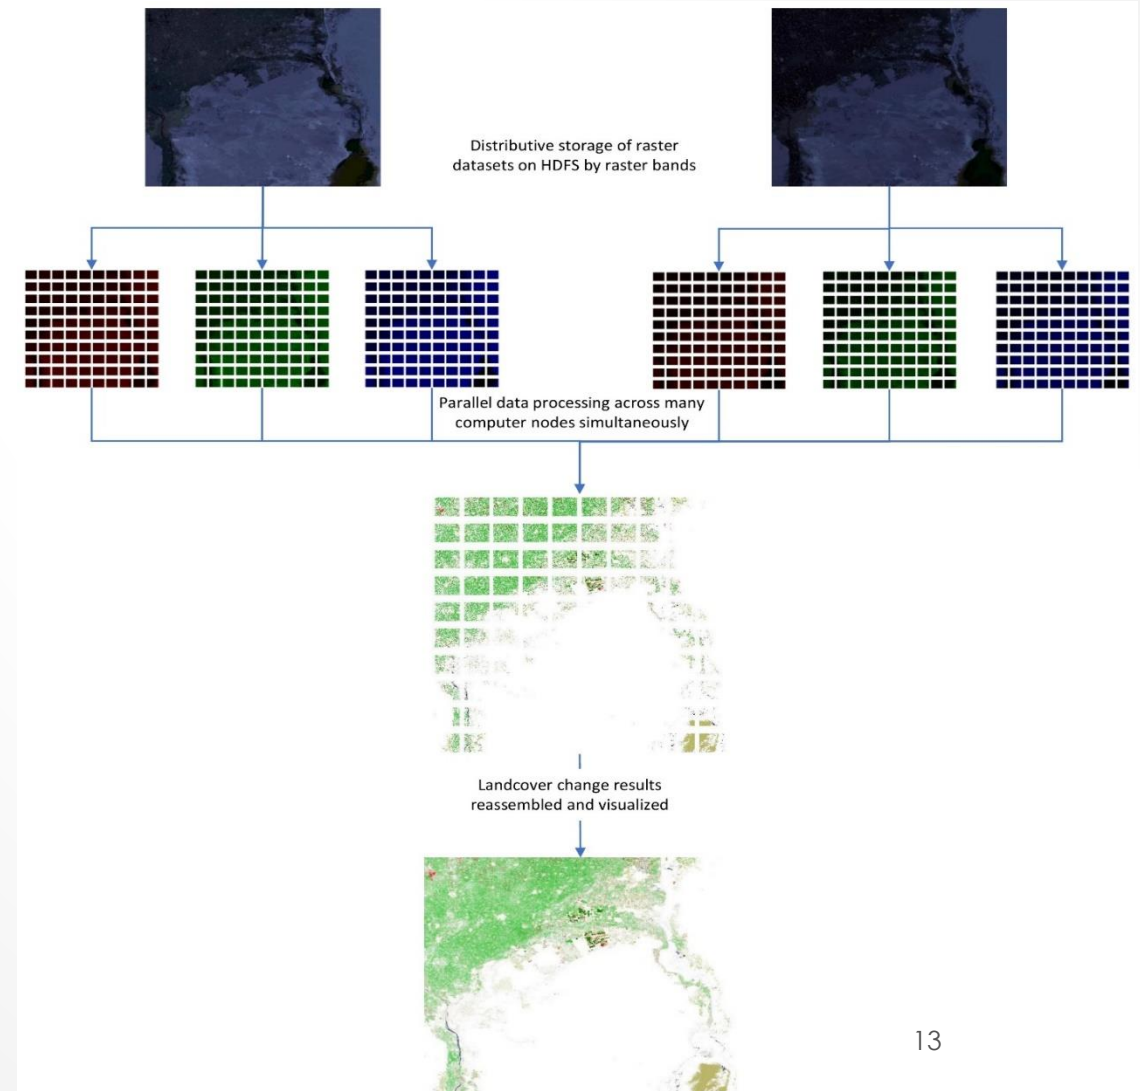 Distributive storage of raster
datasets on HDFS by raster bands
Parallel data processing across many
computer nodes simultaneously
Landcover change results
reassembled and visualized
13